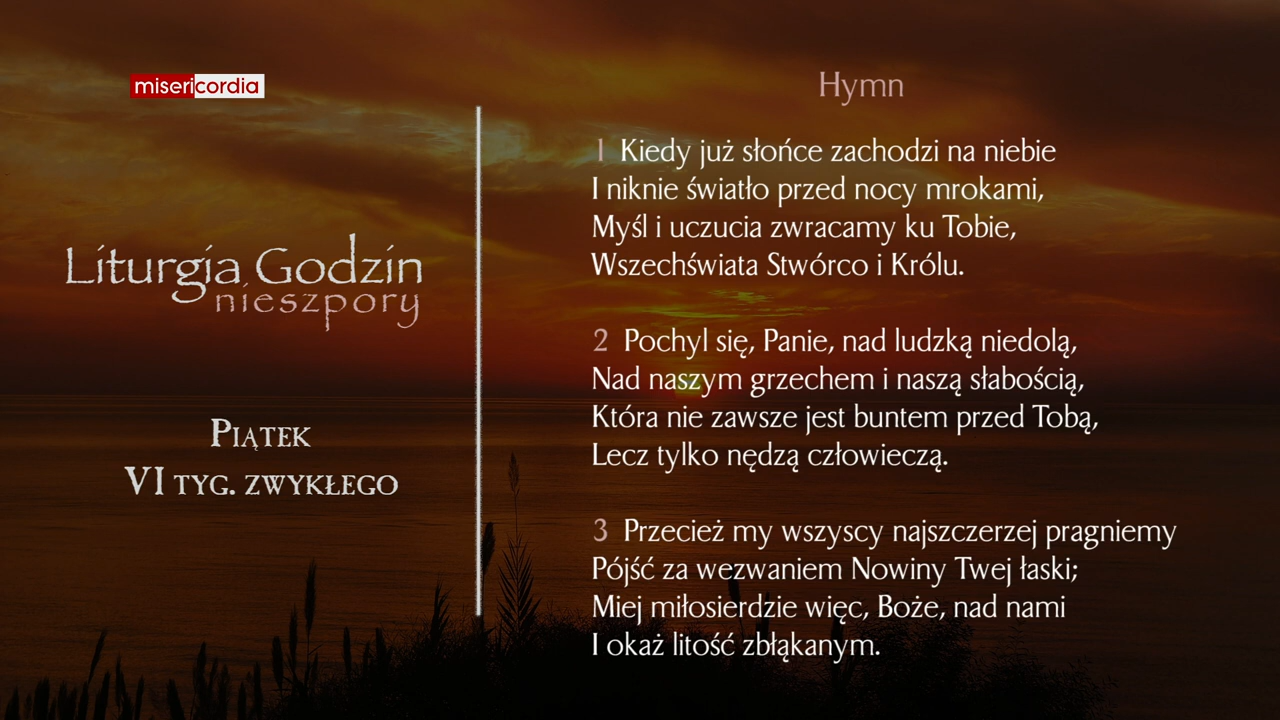 misericordia
Liturgia Godzin
nieszpory
Piątek
VI tyg. zwykłego
Hymn
1 Kiedy już słońce zachodzi na niebie
I niknie światło przed nocy mrokami,
Myśl i uczucia zwracamy ku Tobie,
Wszechświata Stwórco i Królu.
2 Pochyl się, Panie, nad ludzką niedolą,
Nad naszym grzechem i naszą słabością,
Która nie zawsze jest buntem przed Tobą,
Lecz tylko nędzą człowieczą.
3 Przecież my wszyscy najszczerzej pragniemy
Pójść za wezwaniem Nowiny Twej łaski;
Miej miłosierdzie więc, Boże, nad nami
I okaż litość zbłąkanym.